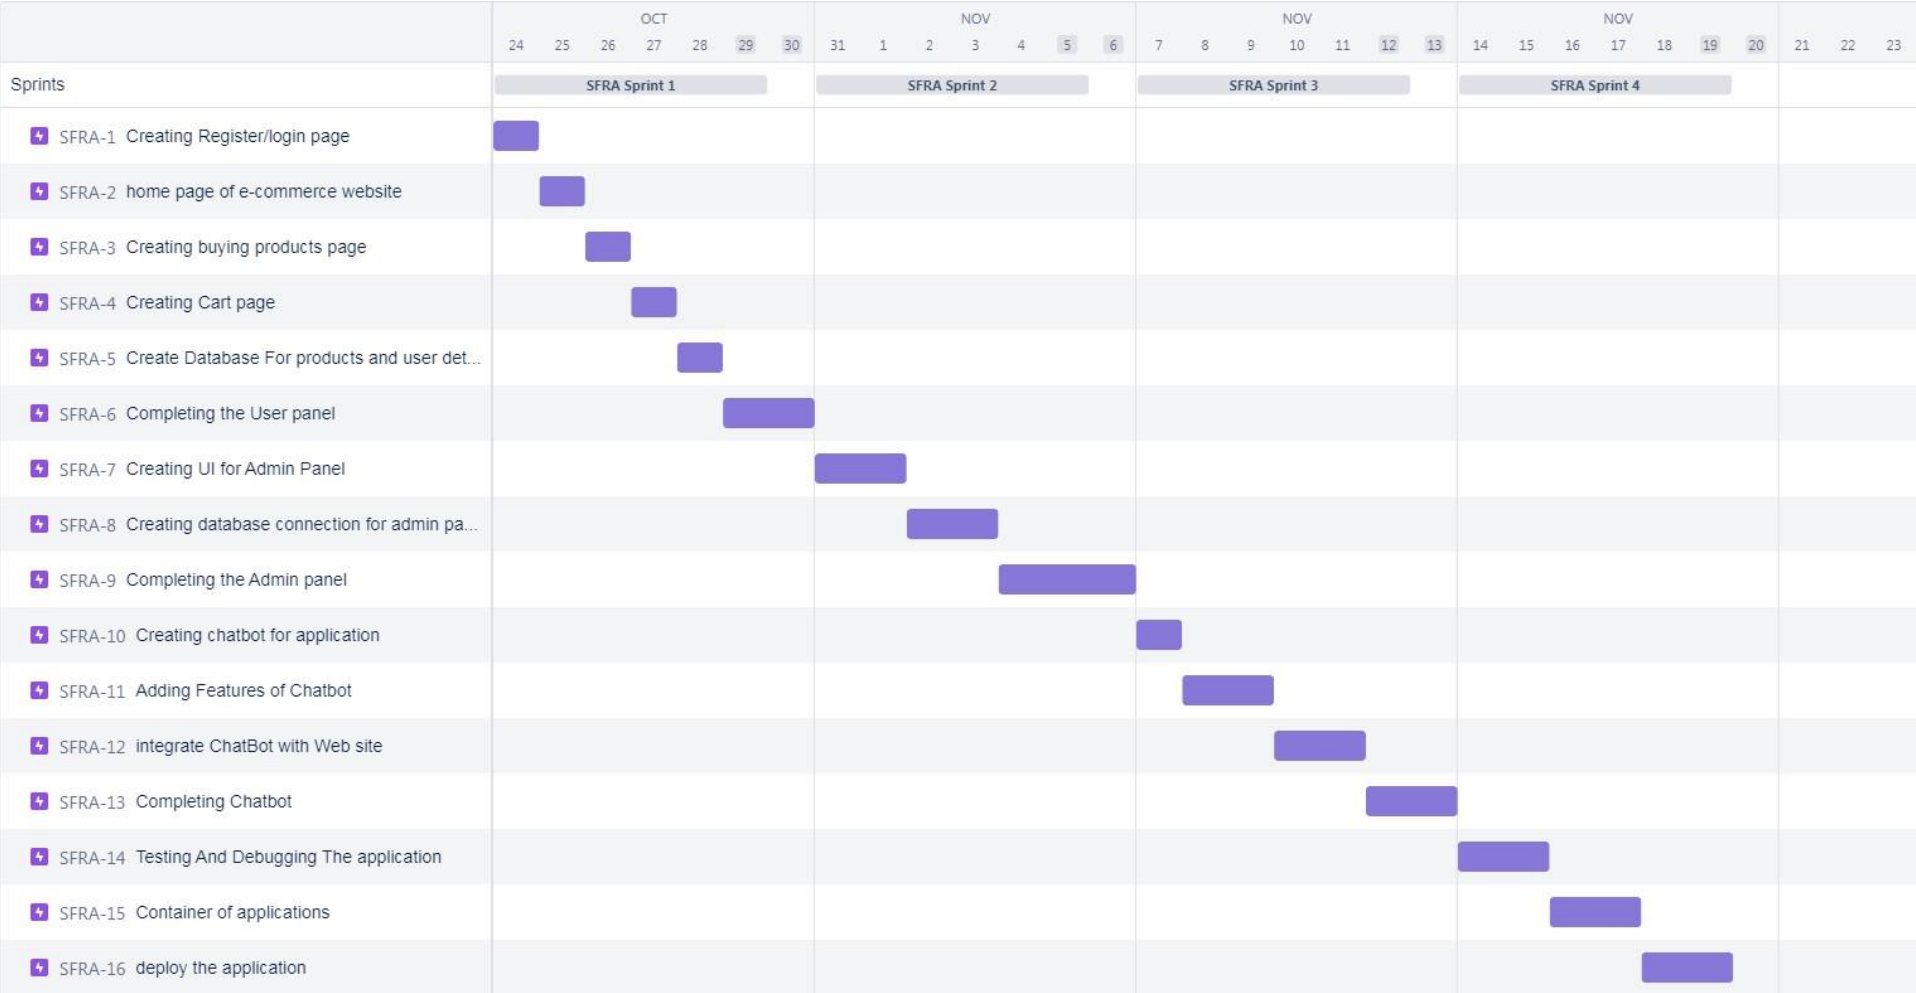 OCT NOV NOV NOV
24 25 26 27 28 29 30 31 1 2 3 4 5 6 7 8 9 10 11 12 13 14 15 16 17 18 19 20 21 22 23
Sprints SFRA Sprint 1 SFRA Sprint 2 SFRA Sprint 3 SFRA Sprint 4
SFRA-1 Creating Register/login page
SFRA-2 home page of e-commerce website
SFRA-3 Creating buying products page
SFRA-4 Creating Cart page
SFRA-5 Create Database For products and user det...
SFRA-6 Completing the User panel
SFRA-7 Creating UI for Admin Panel
SFRA-8 Creating database connection for admin pa...
SFRA-9 Completing the Admin panel
SFRA-10 Creating chatbot for application
SFRA-11 Adding Features of Chatbot
SFRA-12 integrate ChatBot with Web site
SFRA-13 Completing Chatbot
SFRA-14 Testing And Debugging The application
SFRA-15 Container of applications
SFRA-16 deploy the application